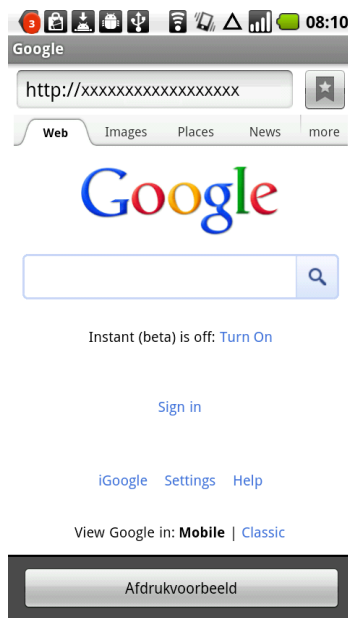 3 08:10
Google
http://xxxxxxxxxxxxxxxxxx
Web Images Places News more
Google
Instant (beta) is off: Turn On
Sign in
iGoogle Settings Help
View Google in: Mobile | Classic
Afdrukvoorbeeld